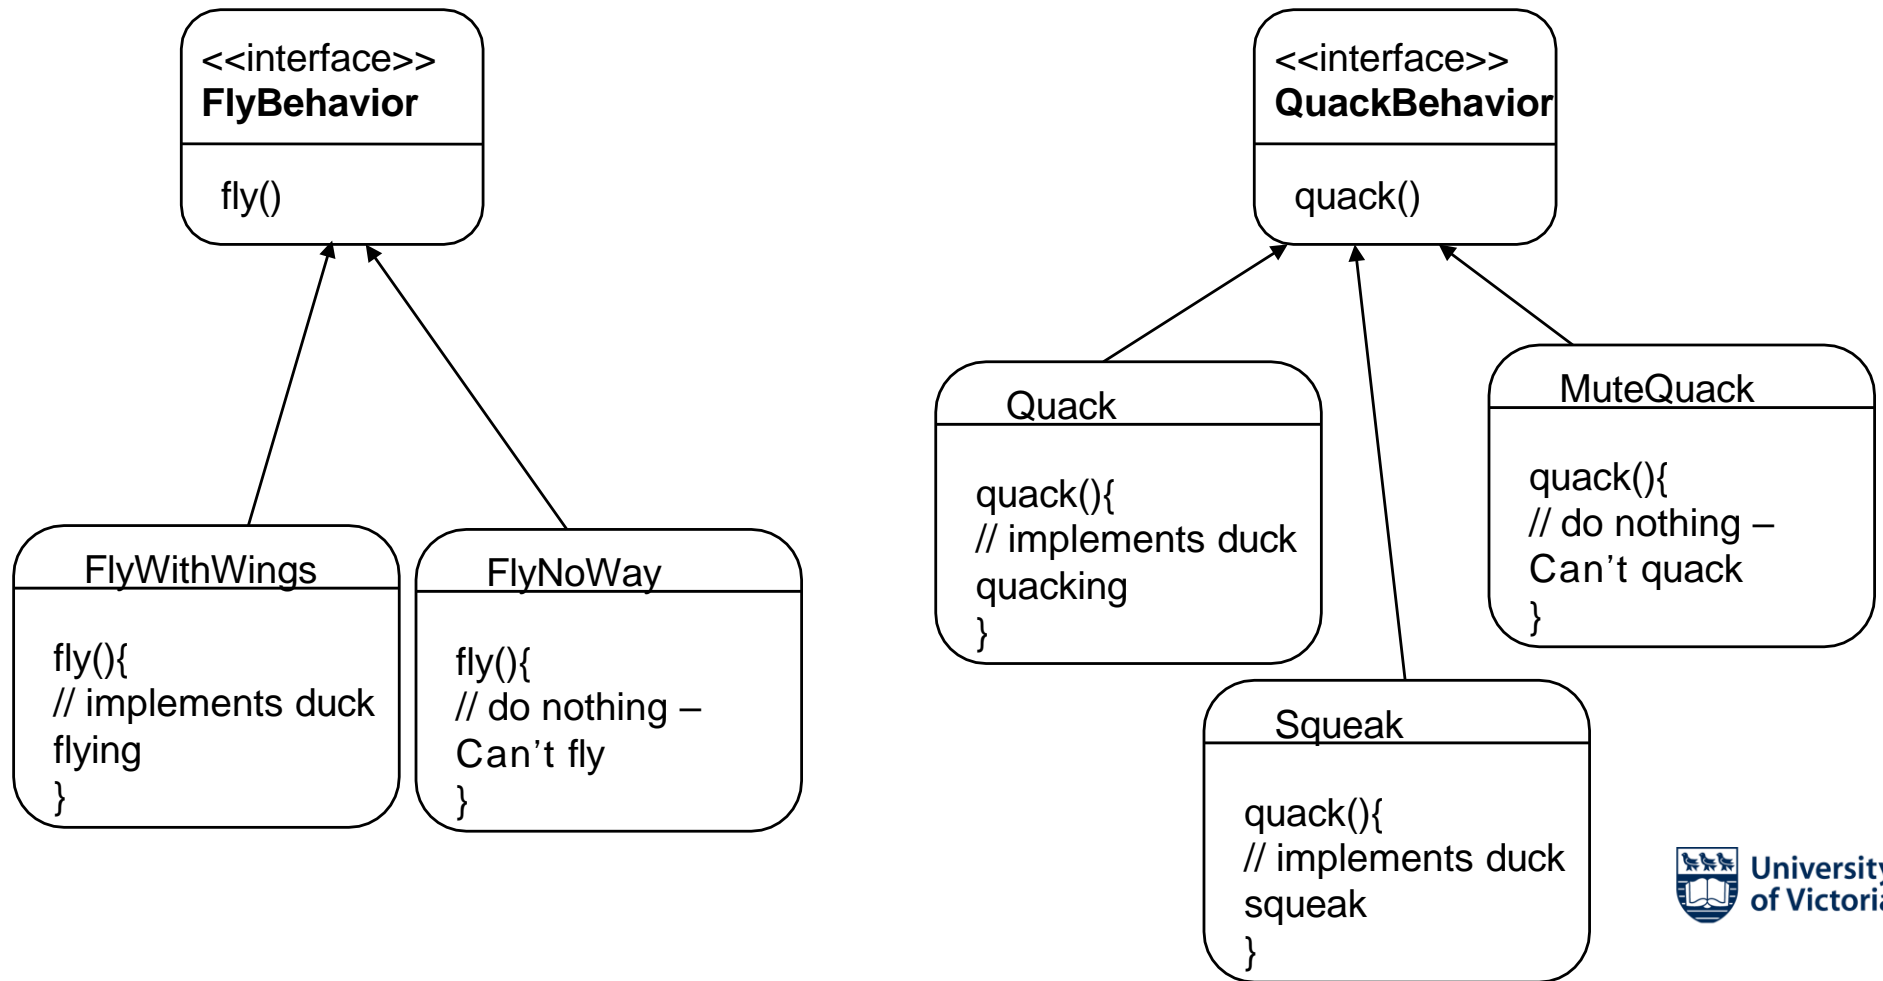 <<interface>>
FlyBehavior
fly()
<<interface>>
QuackBehavior
quack()
FlyWithWings
fly(){
// implements duck
flying
}
FlyNoWay
fly(){
// do nothing –
Can’t fly
}
Quack
quack(){
// implements duck
quacking
}
Squeak
quack(){
// implements duck
squeak
}
MuteQuack
quack(){
// do nothing –
Can’t quack
}
University
of Victoria